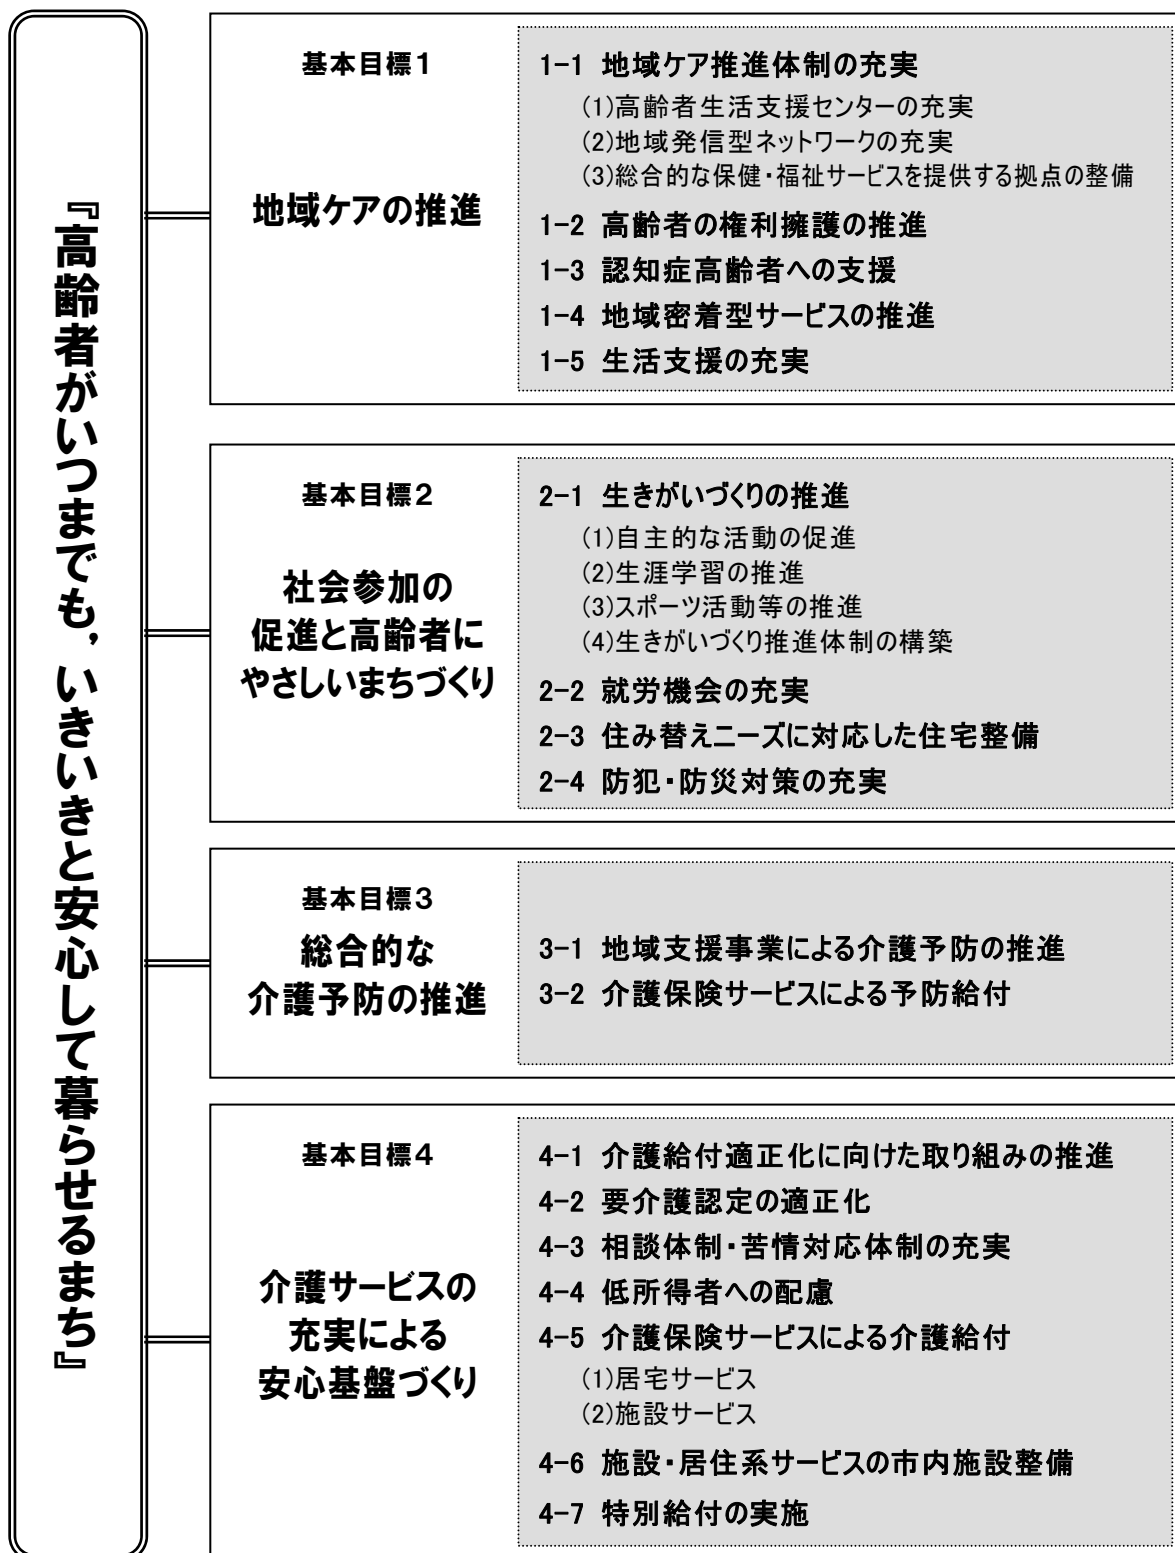 『高齢者がいつまでも，いきいきと安心して暮らせるまち』
基本目標１
地域ケアの推進
1-1 地域ケア推進体制の充実
(1)高齢者生活支援センターの充実
(2)地域発信型ネットワークの充実
(3)総合的な保健・福祉サービスを提供する拠点の整備
1-2 高齢者の権利擁護の推進
1-3 認知症高齢者への支援
1-4 地域密着型サービスの推進
1-5 生活支援の充実
基本目標２
社会参加の
促進と高齢者に
やさしいまちづくり
2-1 生きがいづくりの推進
(1)自主的な活動の促進
(2)生涯学習の推進
(3)スポーツ活動等の推進
(4)生きがいづくり推進体制の構築
2-2 就労機会の充実
2-3 住み替えニーズに対応した住宅整備
2-4 防犯・防災対策の充実
基本目標３
総合的な
介護予防の推進
3-1 地域支援事業による介護予防の推進
3-2 介護保険サービスによる予防給付
基本目標４
介護サービスの
充実による
安心基盤づくり
4-1 介護給付適正化に向けた取り組みの推進
4-2 要介護認定の適正化
4-3 相談体制・苦情対応体制の充実
4-4 低所得者への配慮
4-5 介護保険サービスによる介護給付
(1)居宅サービス
(2)施設サービス
4-6 施設・居住系サービスの市内施設整備
4-7 特別給付の実施